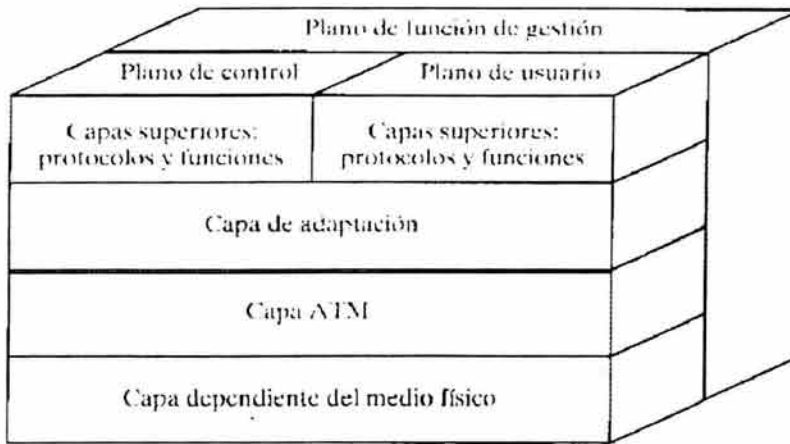 Plano de función de gestión
Plano de control
Plano de usuario
Capas superiores:
protocolos y funciones
Capas superiores:
protocolos y funciones
Capa de adaptación
Capa ATM
Capa dependiente del medio físico